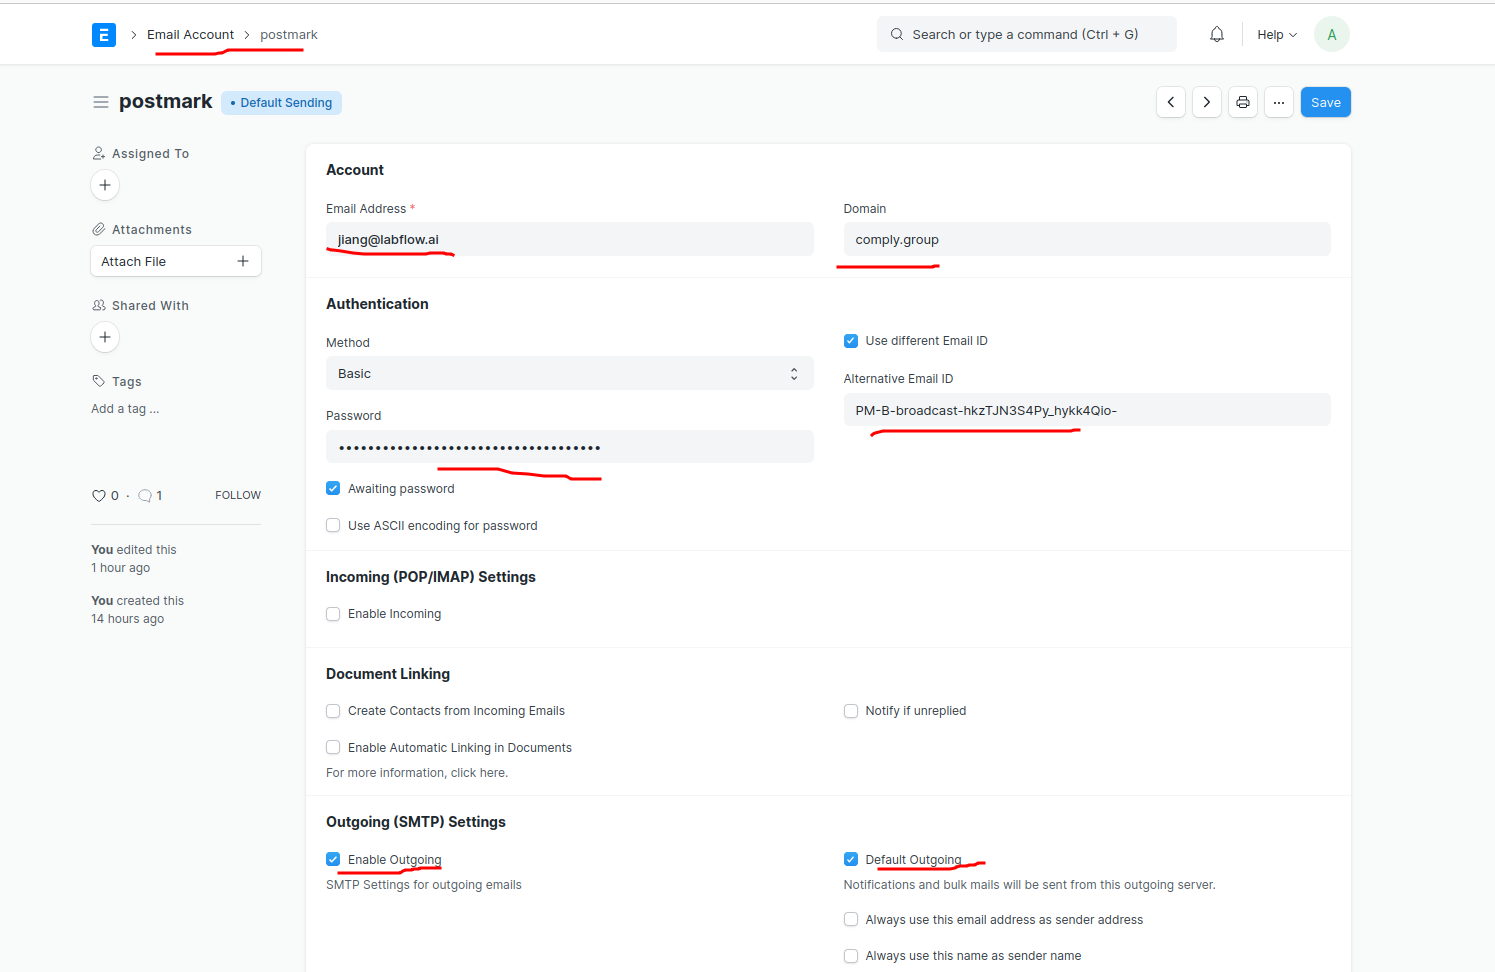 E > Email Account > postmark
Search or type a command (Ctrl + G)
Help
A
postmark
• Default Sending
Save
Assigned To
Attachments
Attach File
Shared With
Tags
Add a tag ...
0 · 1
FOLLOW
You edited this
1 hour ago
You created this
14 hours ago
Account
Email Address *
jiang@labflow.ai
Domain
comply.group
Authentication
Method
Basic
Password
••••••••••••••••••••••••••••••••••••
Awaiting password
Use ASCII encoding for password
Use different Email ID
Alternative Email ID
PM-B-broadcast-hkzTJN3S4Py_hykk4Qio-
Incoming (POP/IMAP) Settings
Enable Incoming
Document Linking
Create Contacts from Incoming Emails
Notify if unreplied
Enable Automatic Linking in Documents
For more information, click here.
Outgoing (SMTP) Settings
Enable Outgoing
SMTP Settings for outgoing emails
Default Outgoing
Notifications and bulk mails will be sent from this outgoing server.
Always use this email address as sender address
Always use this name as sender name